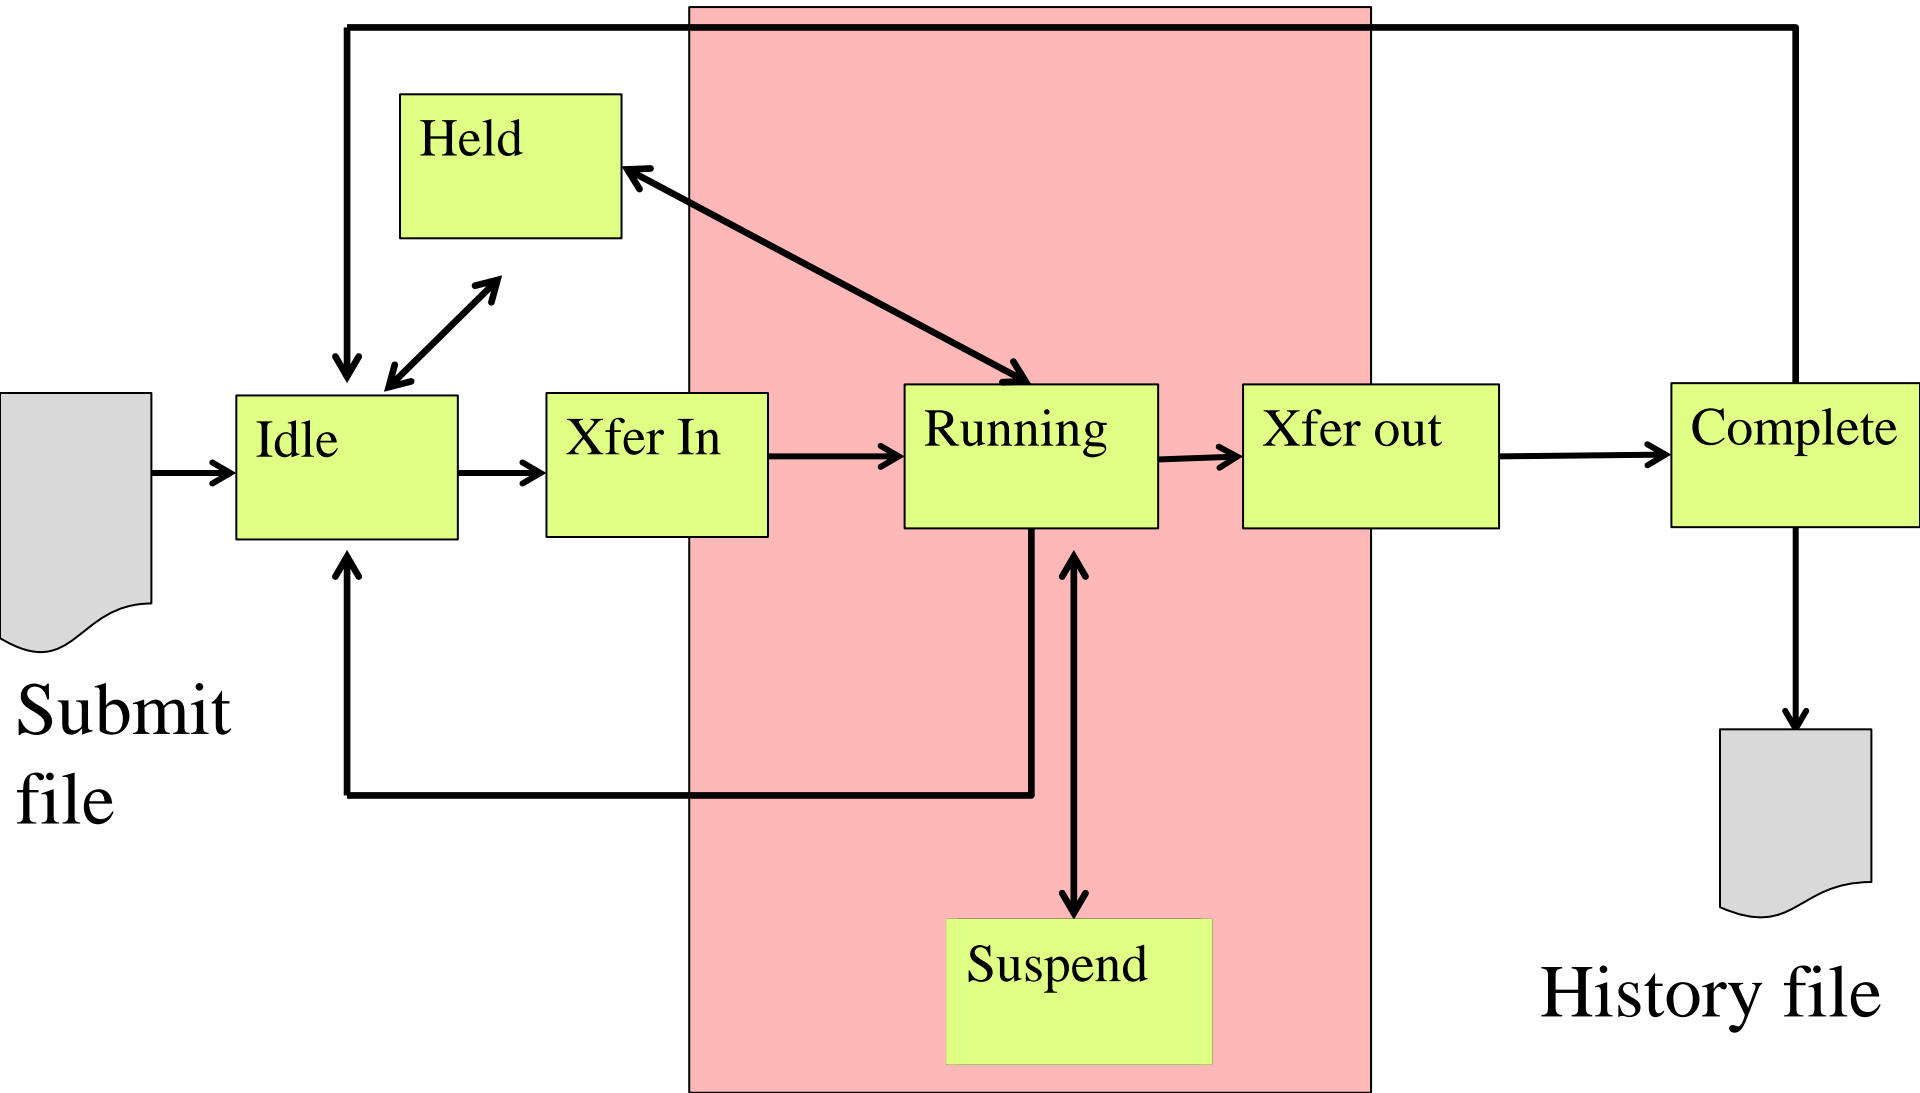 Held
Idle
Xfer In
Running
Xfer out
Complete
Submit
file
Suspend
History file